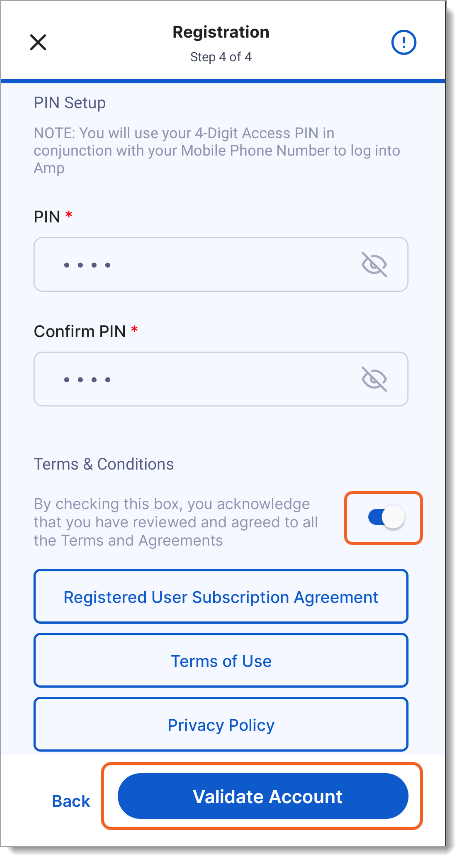 Registration
Step 4 of 4
PIN Setup
NOTE: You will use your 4-Digit Access PIN in
conjunction with your Mobile Phone Number to log into
Amp
PIN *
• • • •
Confirm PIN *
• • • •
Terms & Conditions
By checking this box, you acknowledge
that you have reviewed and agreed to all
the Terms and Agreements
Registered User Subscription Agreement
Terms of Use
Privacy Policy
Back
Validate Account